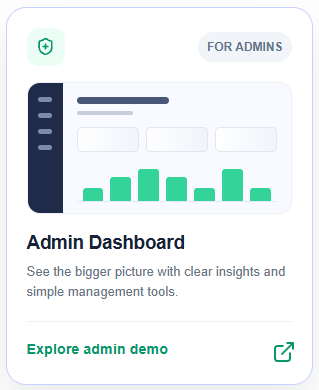 FOR ADMINS
Admin Dashboard
See the bigger picture with clear insights and
simple management tools.
Explore admin demo